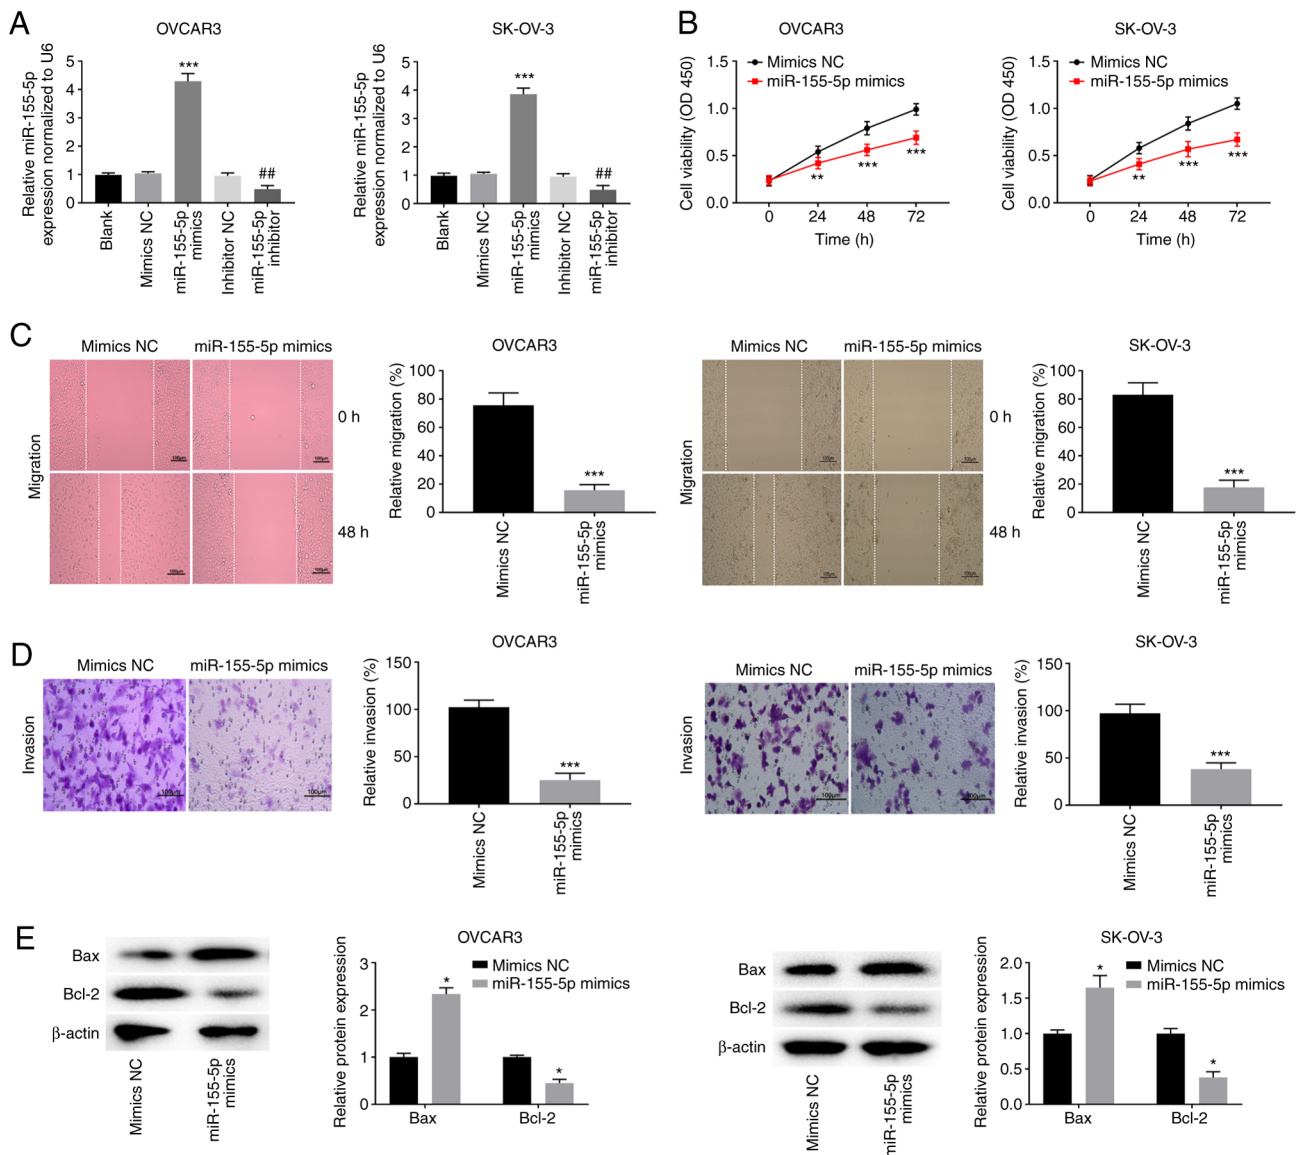 A
OVCAR3
Relative miR-155-5p
expression normalized to U6
5
4
3
2
1
0
***
##
Blank
Mimics NC
miR-155-5p
mimics
Inhibitor NC
miR-155-5p
inhibitor
SK-OV-3
Relative miR-155-5p
expression normalized to U6
5
4
3
2
1
0
***
##
Blank
Mimics NC
miR-155-5p
mimics
Inhibitor NC
miR-155-5p
inhibitor
B
OVCAR3
Cell viability (OD 450)
1.5
1.0
0.5
0.0
Mimics NC
miR-155-5p mimics
**
***
***
0 24 48 72
Time (h)
SK-OV-3
Cell viability (OD 450)
1.5
1.0
0.5
0.0
Mimics NC
miR-155-5p mimics
**
***
***
0 24 48 72
Time (h)
C
Migration
Mimics NC miR-155-5p mimics
0 h
48 h
100μm
100μm
100μm
100μm
OVCAR3
Relative migration (%)
100
80
60
40
20
0
***
Mimics NC
miR-155-5p
mimics
Migration
Mimics NC miR-155-5p mimics
0 h
48 h
100μm
100μm
100μm
100μm
SK-OV-3
Relative migration (%)
100
80
60
40
20
0
***
Mimics NC
miR-155-5p
mimics
D
Invasion
Mimics NC miR-155-5p mimics
100μm
100μm
OVCAR3
Relative invasion (%)
150
100
50
0
***
Mimics NC
miR-155-5p
mimics
Invasion
Mimics NC miR-155-5p mimics
100μm
100μm
SK-OV-3
Relative invasion (%)
150
100
50
0
***
Mimics NC
miR-155-5p
mimics
E
Bax
Bcl-2
β-actin
Mimics NC
miR-155-5p
mimics
OVCAR3
Relative protein expression
3
2
1
0
Mimics NC
miR-155-5p mimics
*
*
Bax Bcl-2
Bax
Bcl-2
β-actin
Mimics NC
miR-155-5p
mimics
SK-OV-3
Relative protein expression
2.0
1.5
1.0
0.5
0.0
Mimics NC
miR-155-5p mimics
*
*
Bax Bcl-2